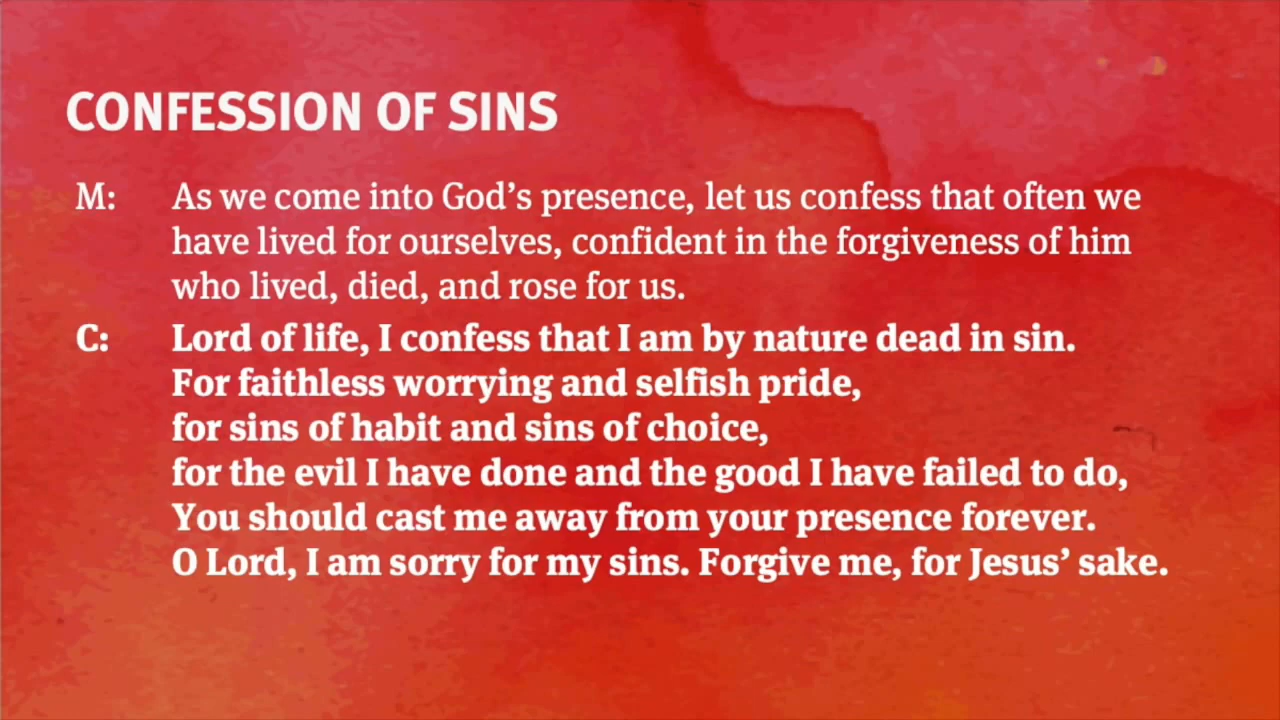 CONFESSION OF SINS
M: As we come into God’s presence, let us confess that often we
have lived for ourselves, confident in the forgiveness of him
who lived, died, and rose for us.
C: Lord of life, I confess that I am by nature dead in sin.
For faithless worrying and selfish pride,
for sins of habit and sins of choice,
for the evil I have done and the good I have failed to do,
You should cast me away from your presence forever.
O Lord, I am sorry for my sins. Forgive me, for Jesus’ sake.